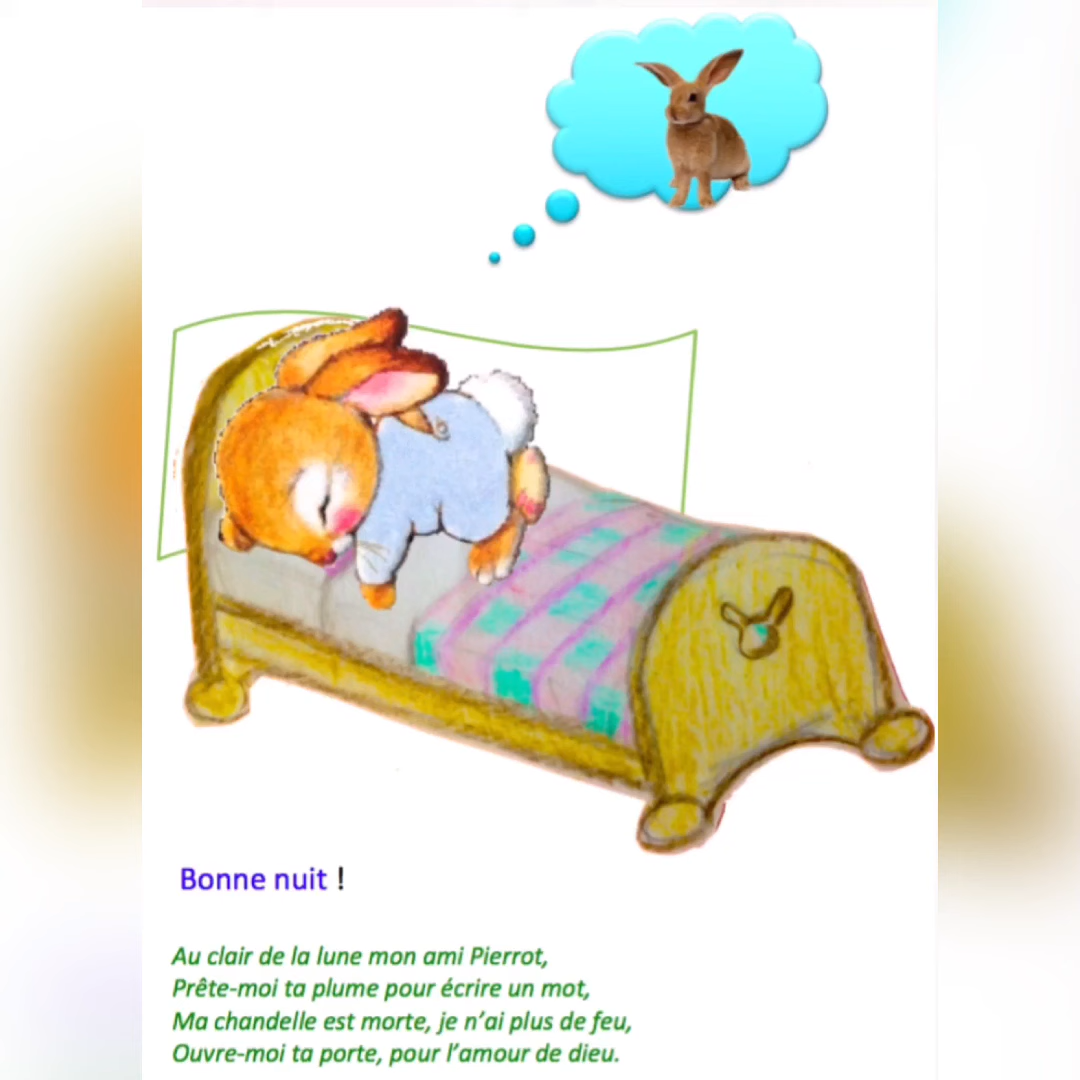 Bonne nuit !
Au clair de la lune mon ami Pierrot,
Prête-moi ta plume pour écrire un mot,
Ma chandelle est morte, je n’ai plus de feu,
Ouvre-moi ta porte, pour l’amour de dieu.